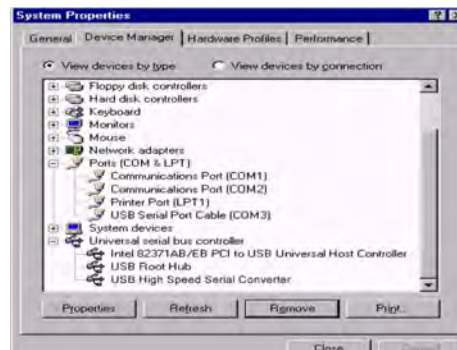 System Properties
General Device Manager Hardware Profiles Performance
View devices by type View devices by connection
Floppy disk controllers
Hard disk controllers
Keyboard
Monitors
Mouse
Network adapters
Ports (COM & LPT)
Communications Port (COM1)
Communications Port (COM2)
Printer Port (LPT1)
USB Serial Port Cable (COM3)
System devices
Universal serial bus controller
Intel 82371AB/EB PCI to USB Universal Host Controller
USB Root Hub
USB High Speed Serial Converter
Properties Refresh Remove Print...
Close